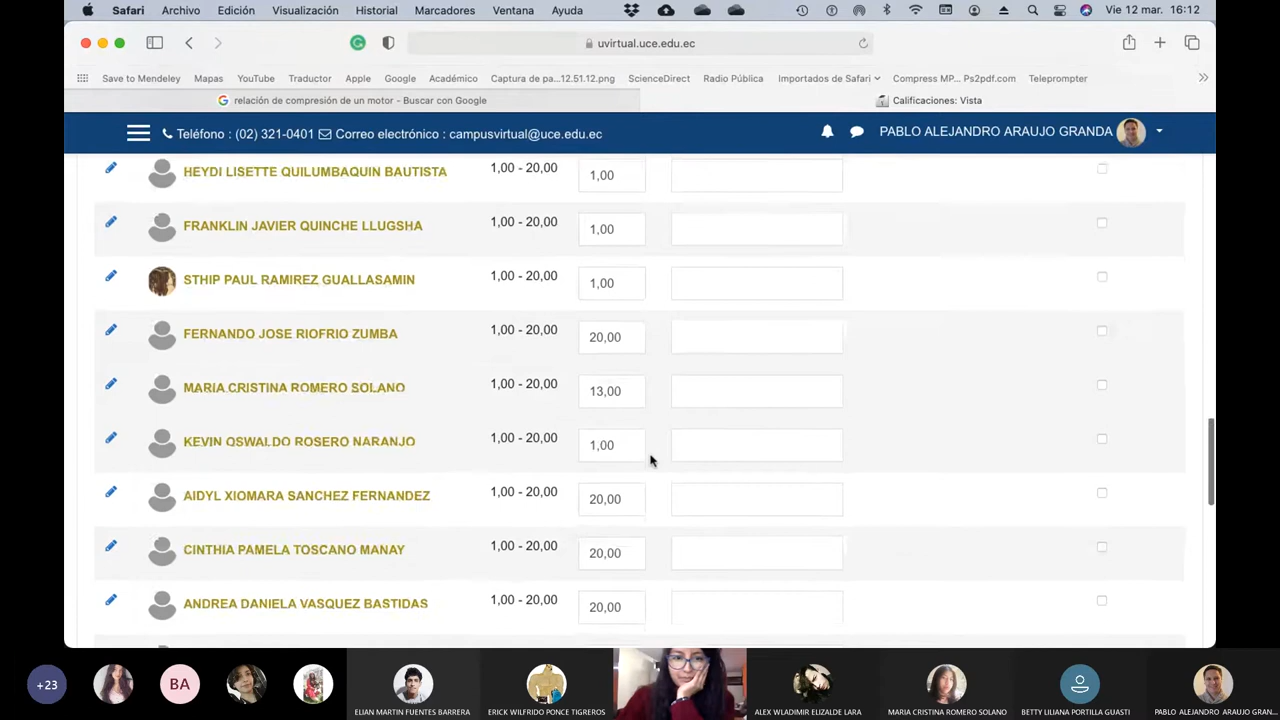 Safari Archivo Edición Visualización Historial Marcadores Ventana Ayuda Vie 12 mar. 16:12
uvirtual.uce.edu.ec
Save to Mendeley Mapas YouTube Traductor Apple Google Académico Captura de pa...12.51.12.png ScienceDirect Radio Pública Importados de Safari Compress MP... Ps2pdf.com Teleprompter
relación de compresión de un motor - Buscar con Google Calificaciones: Vista
Teléfono : (02) 321-0401 Correo electrónico : campusvirtual@uce.edu.ec PABLO ALEJANDRO ARAUJO GRANDA
HEYDI LISETTE QUILUMBAQUIN BAUTISTA 1,00 - 20,00 1,00
FRANKLIN JAVIER QUINCHE LLUGSHA 1,00 - 20,00 1,00
STHIP PAUL RAMIREZ GUALLASAMIN 1,00 - 20,00 1,00
FERNANDO JOSE RIOFRIO ZUMBA 1,00 - 20,00 20,00
MARIA CRISTINA ROMERO SOLANO 1,00 - 20,00 13,00
KEVIN OSWALDO ROSERO NARANJO 1,00 - 20,00 1,00
AIDYL XIOMARA SANCHEZ FERNANDEZ 1,00 - 20,00 20,00
CINTHIA PAMELA TOSCANO MANAY 1,00 - 20,00 20,00
ANDREA DANIELA VASQUEZ BASTIDAS 1,00 - 20,00 20,00
+23 BA
ELIAN MARTIN FUENTES BARRERA ERICK WILFRIDO PONCE TIGREROS ALEX WLADIMIR ELIZALDE LARA MARIA CRISTINA ROMERO SOLANO BETTY LILIANA PORTILLA GUASTI PABLO ALEJANDRO ARAUJO GRAN...